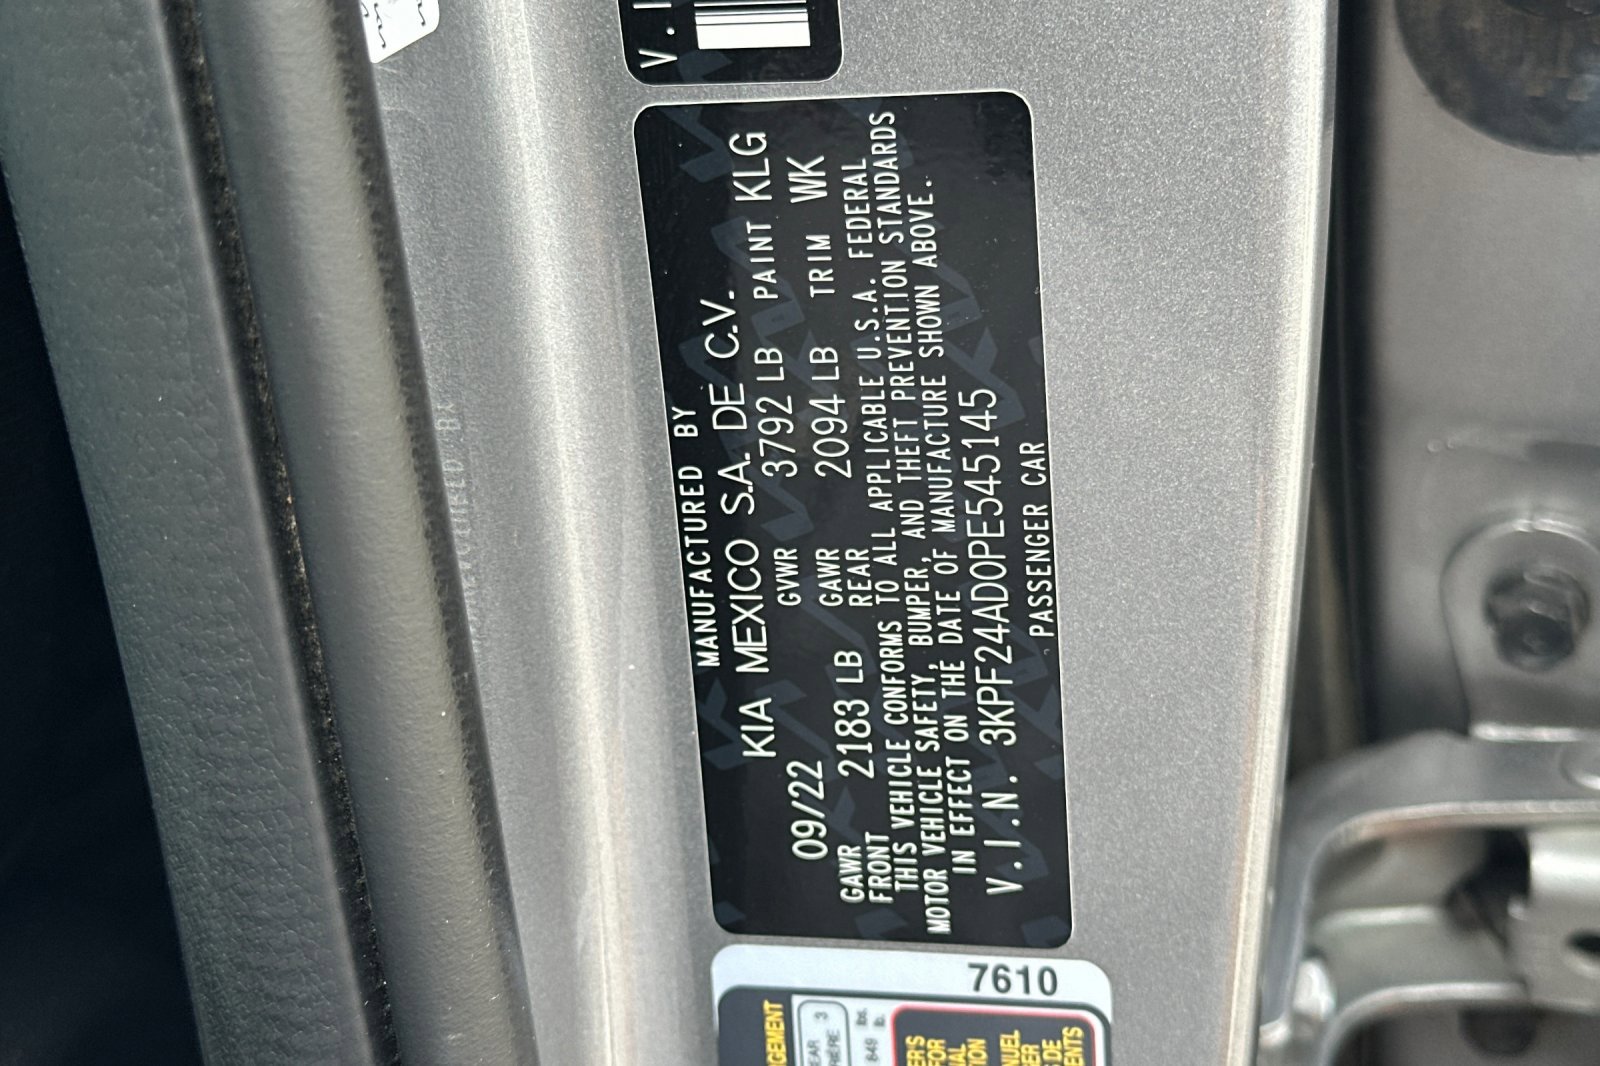 MANUFACTURED BY
KIA MEXICO S.A. DE C.V.
09/22 GVWR 3792 LB PAINT KLG
GAWR FRONT 2183 LB GAWR REAR 2094 LB TRIM WK
THIS VEHICLE CONFORMS TO ALL APPLICABLE U.S.A. FEDERAL
MOTOR VEHICLE SAFETY, BUMPER, AND THEFT PREVENTION STANDARDS
IN EFFECT ON THE DATE OF MANUFACTURE SHOWN ABOVE.
V.I.N. 3KPF24AD0PE545145
PASSENGER CAR
7610